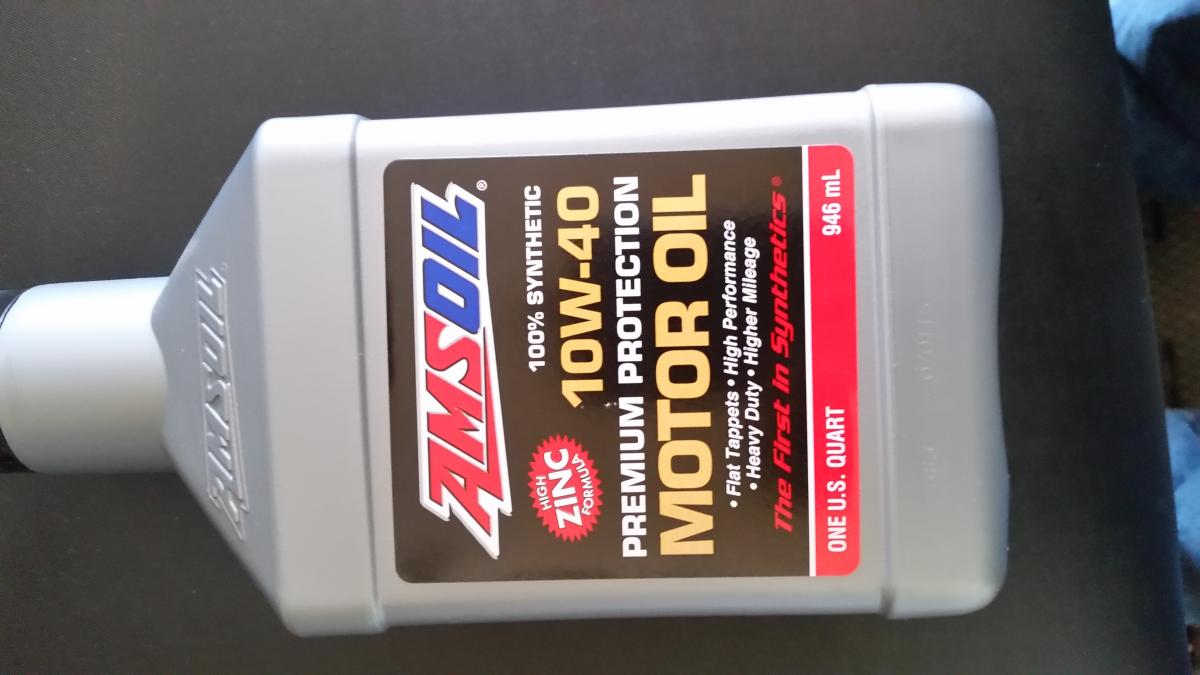 AMSOIL
AMSOIL®
100% SYNTHETIC
10W-40
HIGH
ZINC
FORMULA
PREMIUM PROTECTION
MOTOR OIL
• Flat Tappets • High Performance
• Heavy Duty • Higher Mileage
The First in Synthetics®
ONE U.S. QUART 946 mL